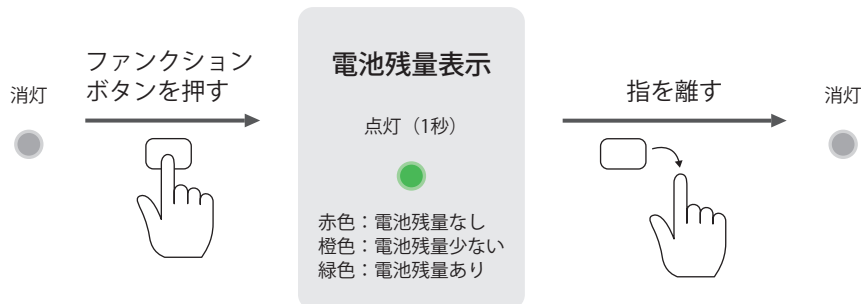 消灯
ファンクション
ボタンを押す
電池残量表示
点灯（1秒）
赤色：電池残量なし
橙色：電池残量少ない
緑色：電池残量あり
指を離す
消灯